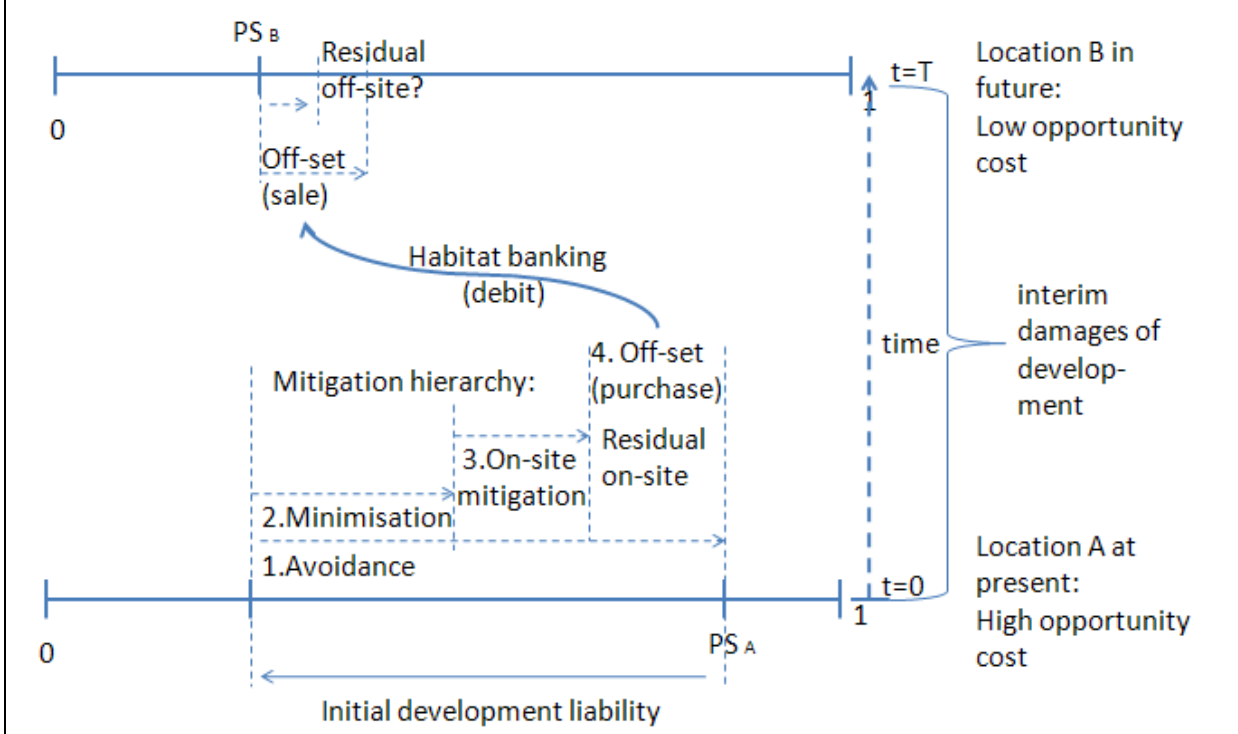 PS B
Residual
off-site?
0
t=T
1
Location B in
future:
Low opportunity
cost
Off-set
(sale)
Habitat banking
(debit)
Mitigation hierarchy:
4. Off-set
(purchase)
time
interim
damages of
develop-
ment
3.On-site
mitigation
Residual
on-site
2.Minimisation
1.Avoidance
0
PS A
t=0
1
Location A at
present:
High opportunity
cost
Initial development liability